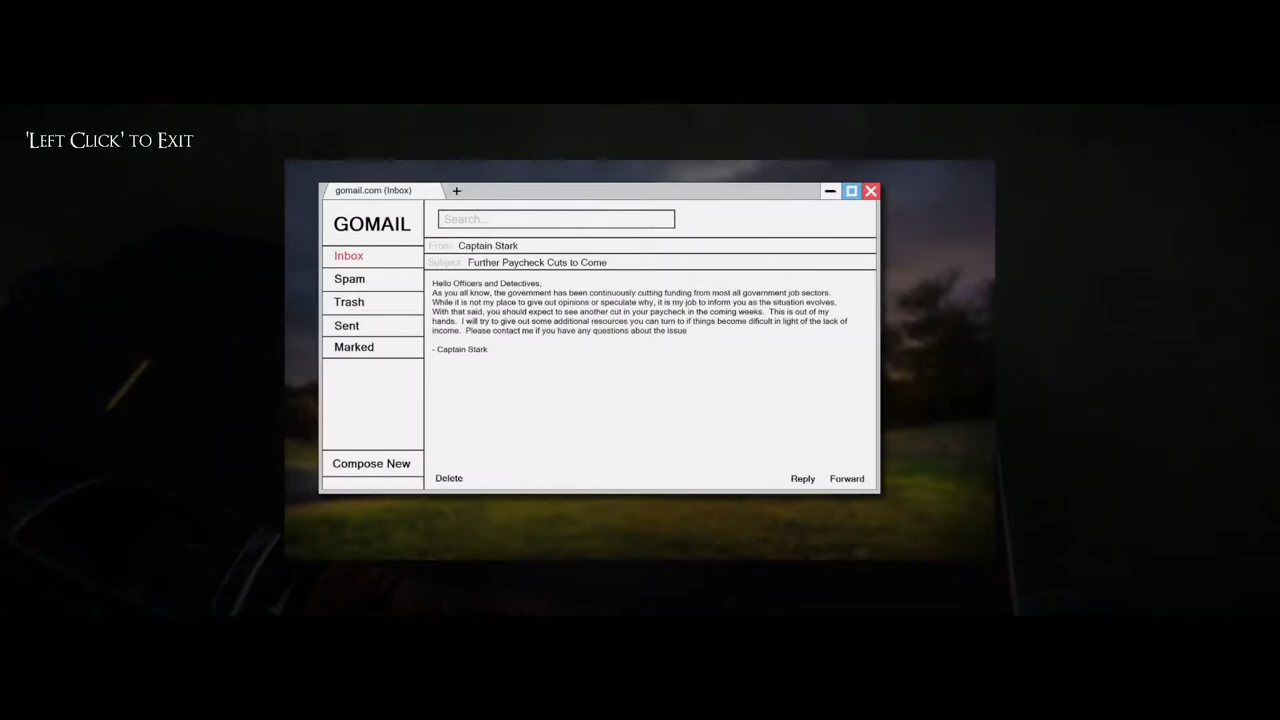 'Left Click' to Exit
gomail.com (Inbox)
+
GOMAIL
Search...
Inbox
From: Captain Stark
Subject: Further Paycheck Cuts to Come
Spam
Trash
Sent
Marked
Hello Officers and Detectives,
As you all know, the government has been continuously cutting funding from most all government job sectors.
While it is not my place to give out opinions or speculate why, it is my job to inform you as the situation evolves.
With that said, you should expect to see another cut in your paycheck in the coming weeks. This is out of my
hands. I will try to give out some additional resources you can turn to if things become dificult in light of the lack of
income. Please contact me if you have any questions about the issue
- Captain Stark
Compose New
Delete
Reply
Forward